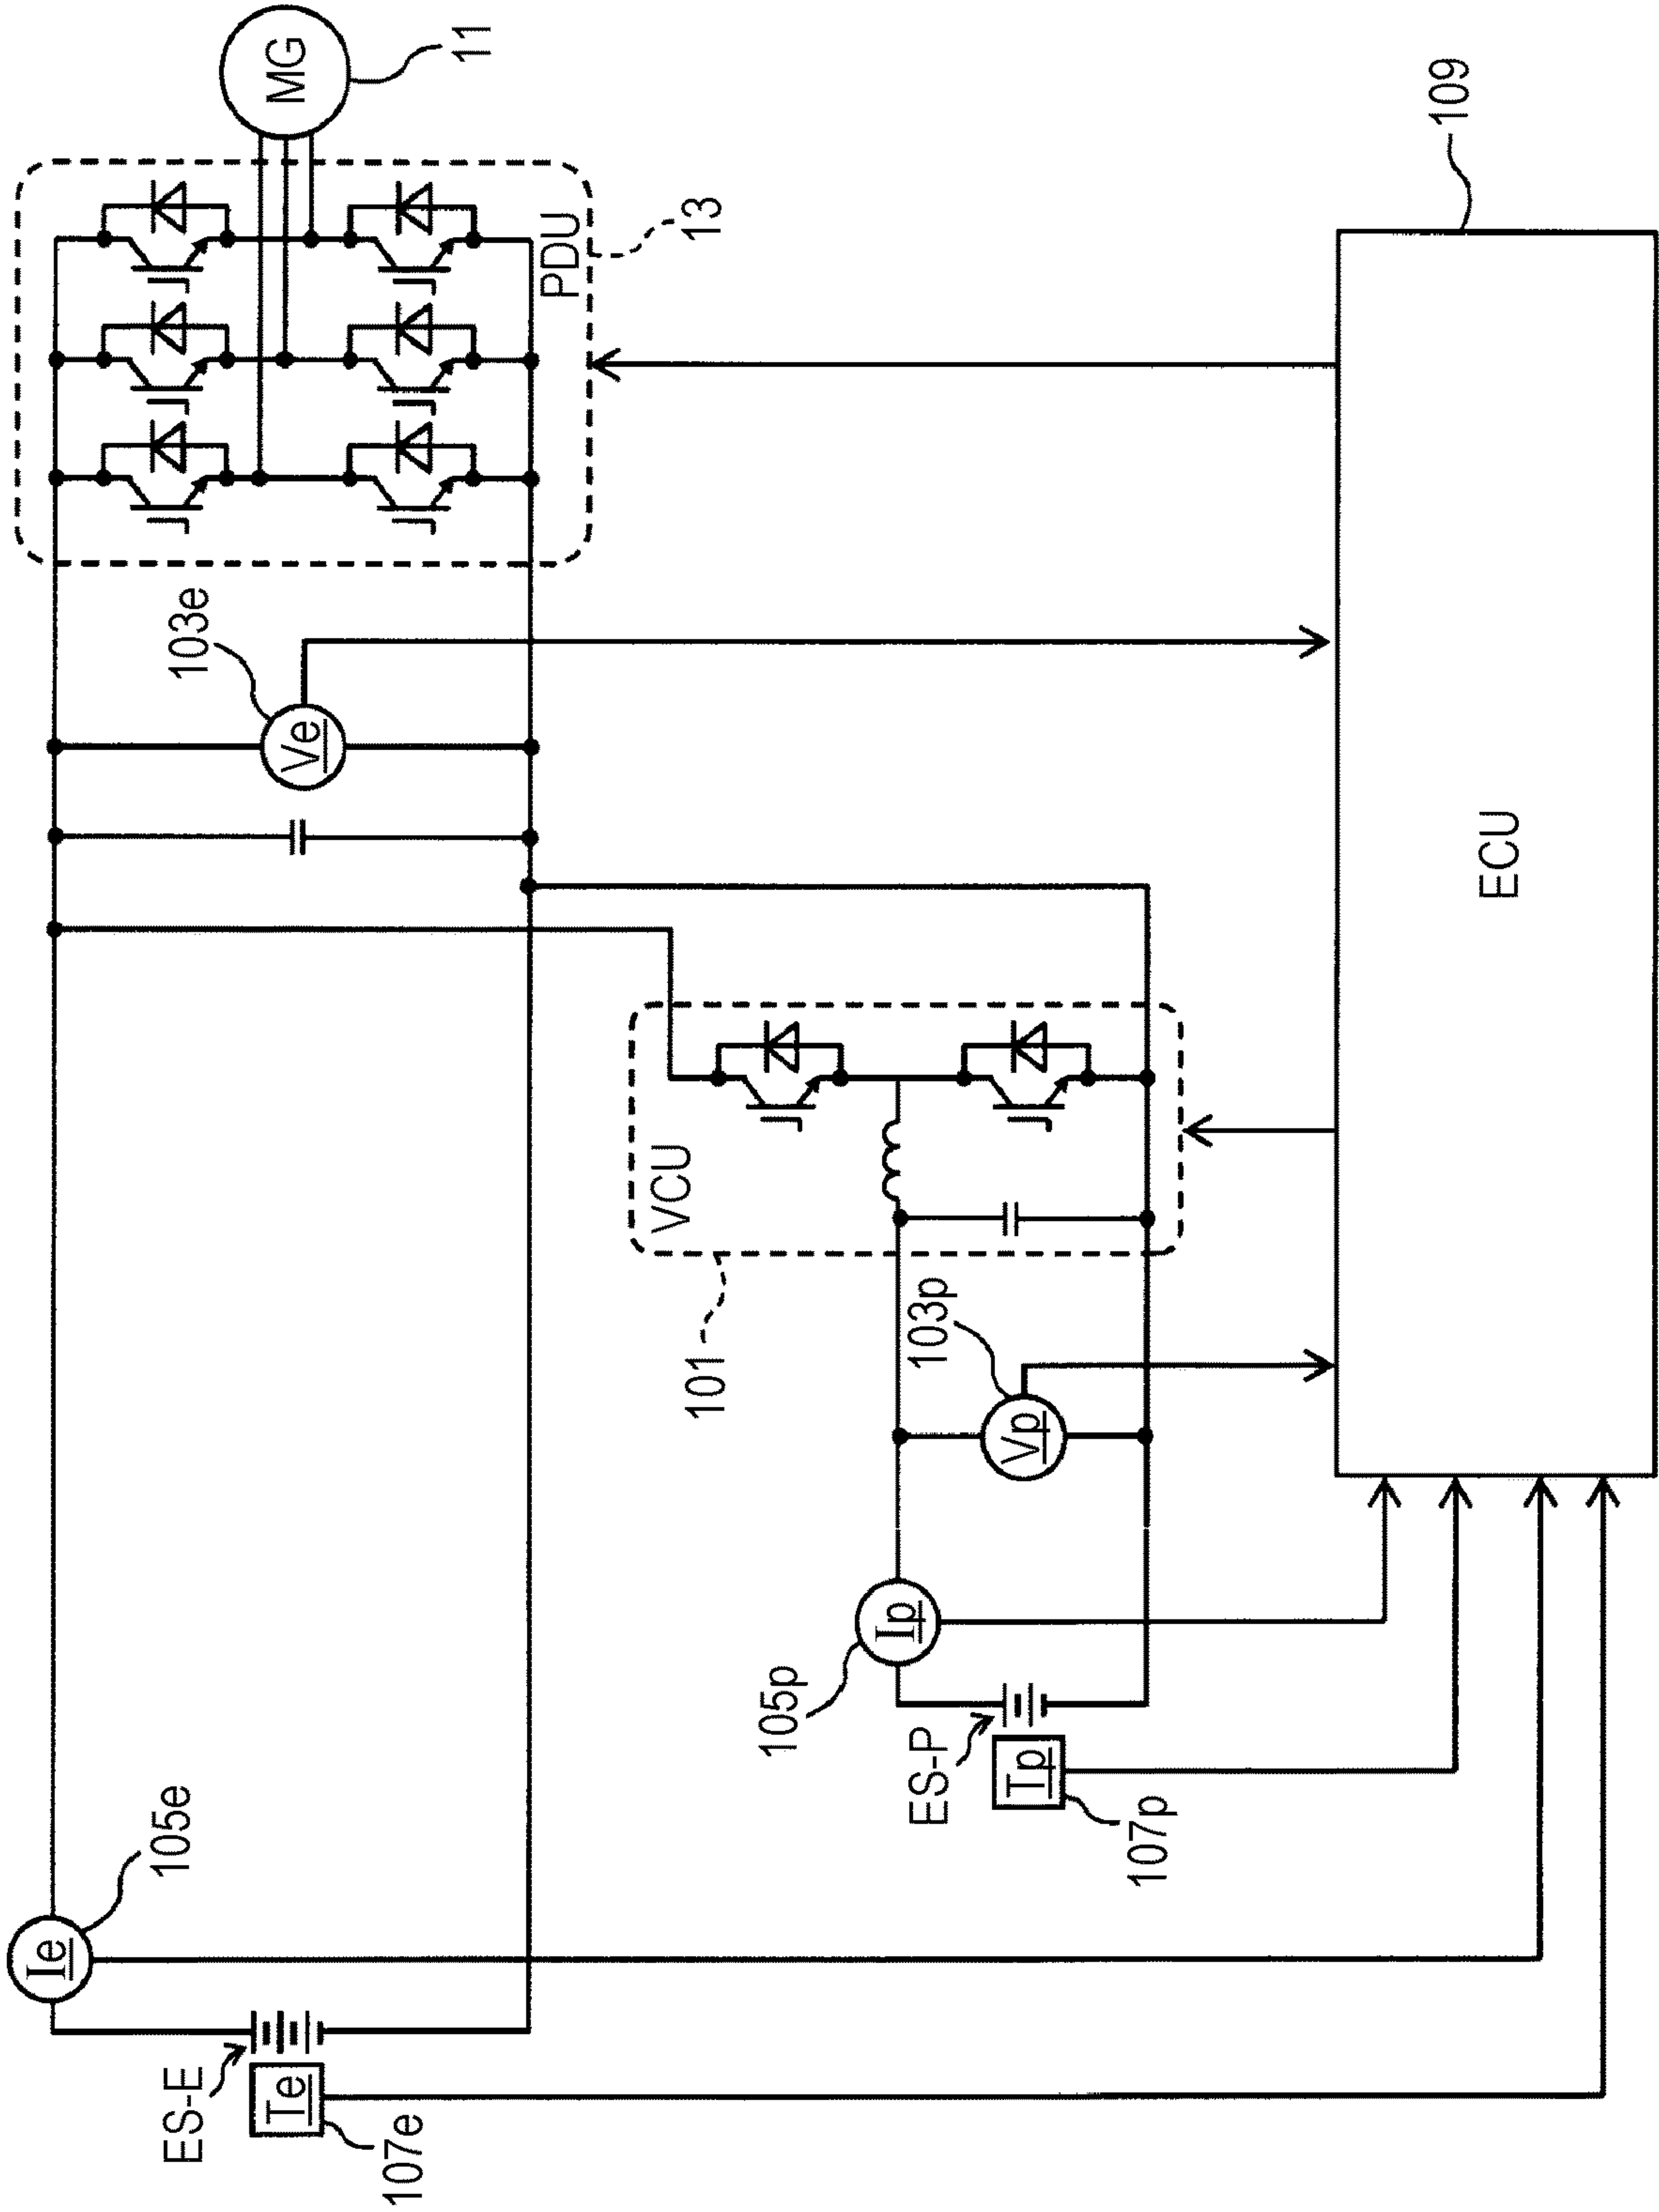 MG
11
PDU
13
103e
Ve
109
ECU
VCU
101
103p
Vp
Ip
105p
ES-P
Tp
107p
105e
Ie
ES-E
Te
107e